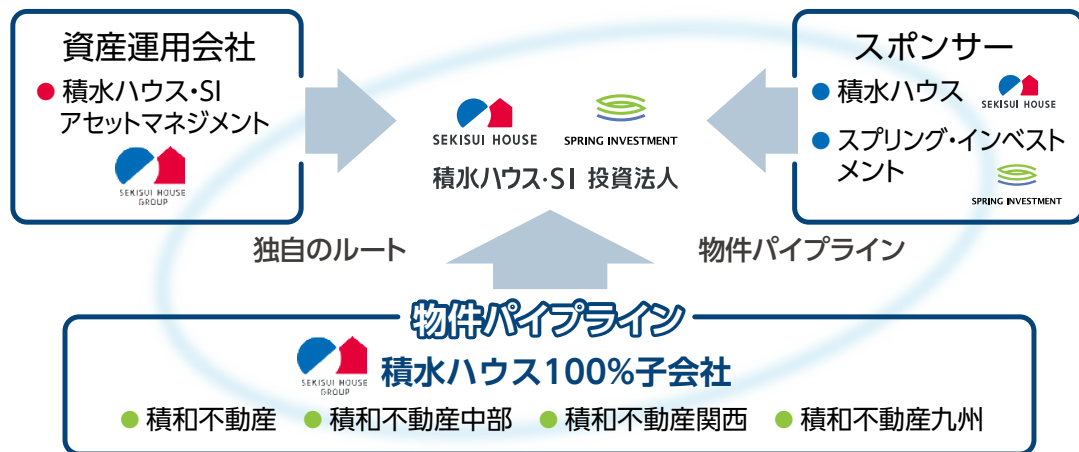 資産運用会社
● 積水ハウス・SI
アセットマネジメント
SEKISUI HOUSE
GROUP
SEKISUI HOUSE
SPRING INVESTMENT
積水ハウス・SI 投資法人
スポンサー
● 積水ハウス
SEKISUI HOUSE
● スプリング・インベスト
メント
SPRING INVESTMENT
独自のルート
物件パイプライン
物件パイプライン
SEKISUI HOUSE
GROUP
積水ハウス100%子会社
● 積和不動産 ● 積和不動産中部 ● 積和不動産関西 ● 積和不動産九州